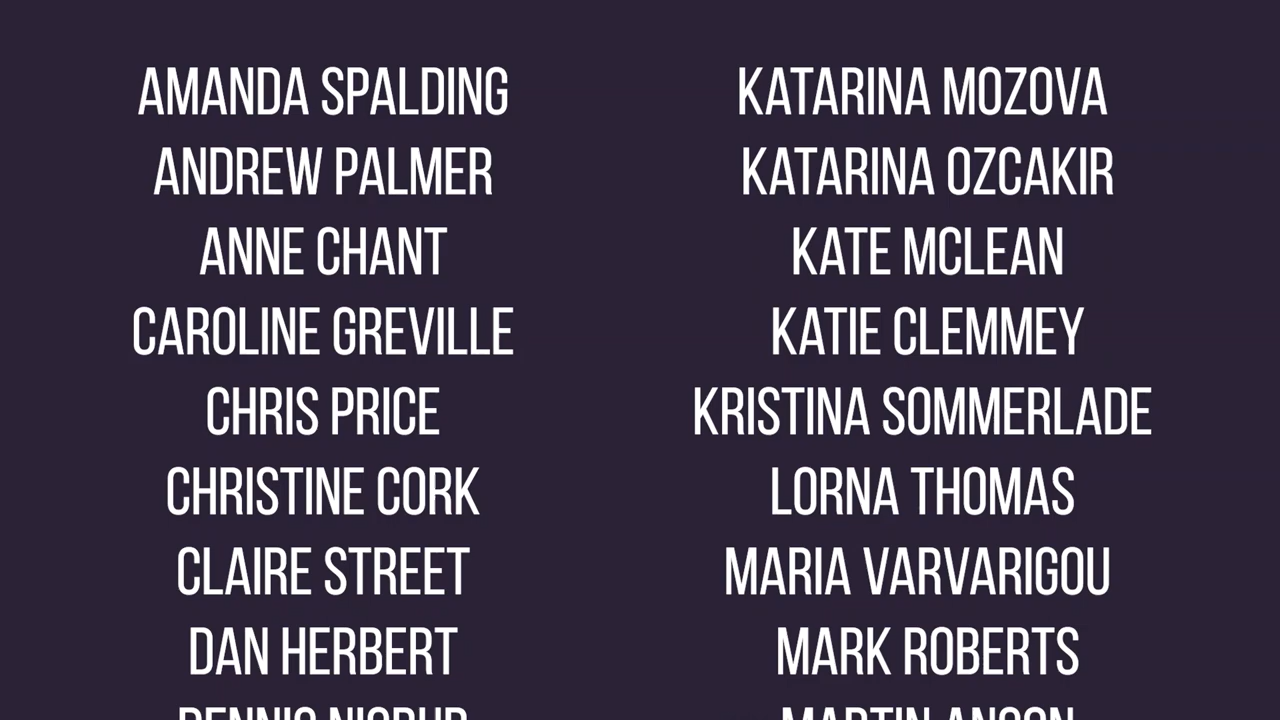 AMANDA SPALDING
ANDREW PALMER
ANNE CHANT
CAROLINE GREVILLE
CHRIS PRICE
CHRISTINE CORK
CLAIRE STREET
DAN HERBERT
KATARINA MOZOVA
KATARINA OZCAKIR
KATE MCLEAN
KATIE CLEMMEY
KRISTINA SOMMERLADE
LORNA THOMAS
MARIA VARVARIGOU
MARK ROBERTS
MARTIN